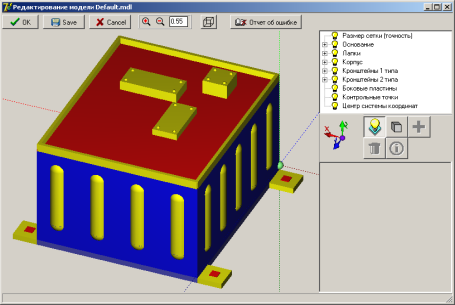 Редактирование модели Default.mdl
OK Save Cancel 0.95 Отчет об ошибке
Размер сетки (точность)
Основание
Лапки
Корпус
Кронштейны 1 типа
Кронштейны 2 типа
Боковые пластины
Контрольные точки
Центр системы координат